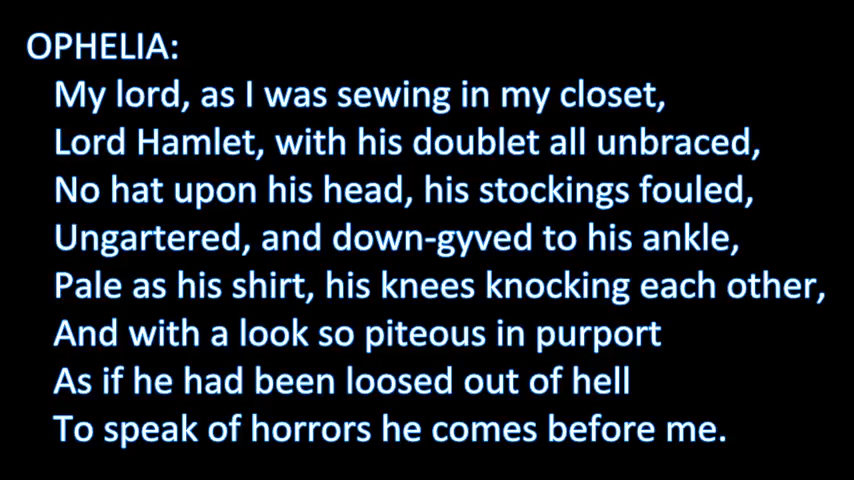 OPHELIA:
My lord, as I was sewing in my closet,
Lord Hamlet, with his doublet all unbraced,
No hat upon his head, his stockings fouled,
Ungartered, and down-gyved to his ankle,
Pale as his shirt, his knees knocking each other,
And with a look so piteous in purport
As if he had been loosed out of hell
To speak of horrors he comes before me.